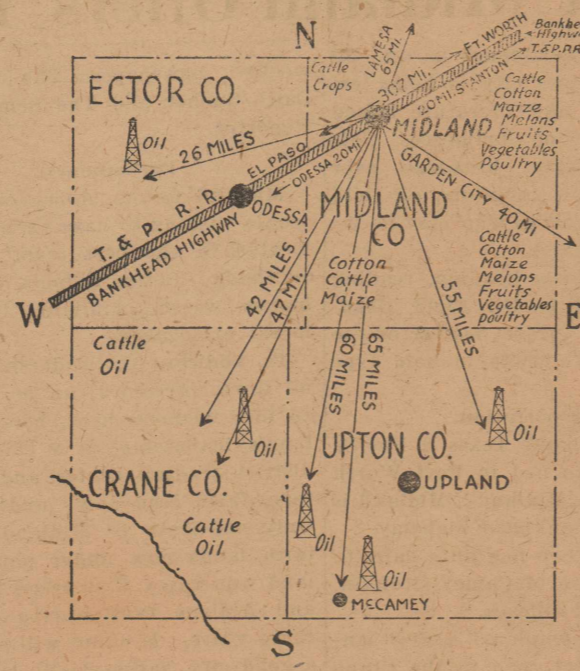 N
LAMESA
65 MI.
307 MI. FT. WORTH
Bankhead
Highway
T. & P. R.R.
20 MI. STANTON
ECTOR CO.
Cattle
Crops
Cattle
Cotton
Maize
Melons
Fruits
Vegetables
Poultry
Oil
26 MILES
MIDLAND
EL PASO
ODESSA 20 MI
GARDEN CITY 40 MI
T. & P. R. R.
BANKHEAD HIGHWAY
ODESSA
MIDLAND
CO
Cattle
Cotton
Maize
Melons
Fruits
Vegetables
poultry
Cotton
Cattle
Maize
42 MILES
47 MI.
55 MILES
W
E
Cattle
Oil
60 MILES
65 MILES
Oil
Oil
UPTON CO.
CRANE CO.
UPLAND
Cattle
Oil
Oil
Oil
McCAMEY
S